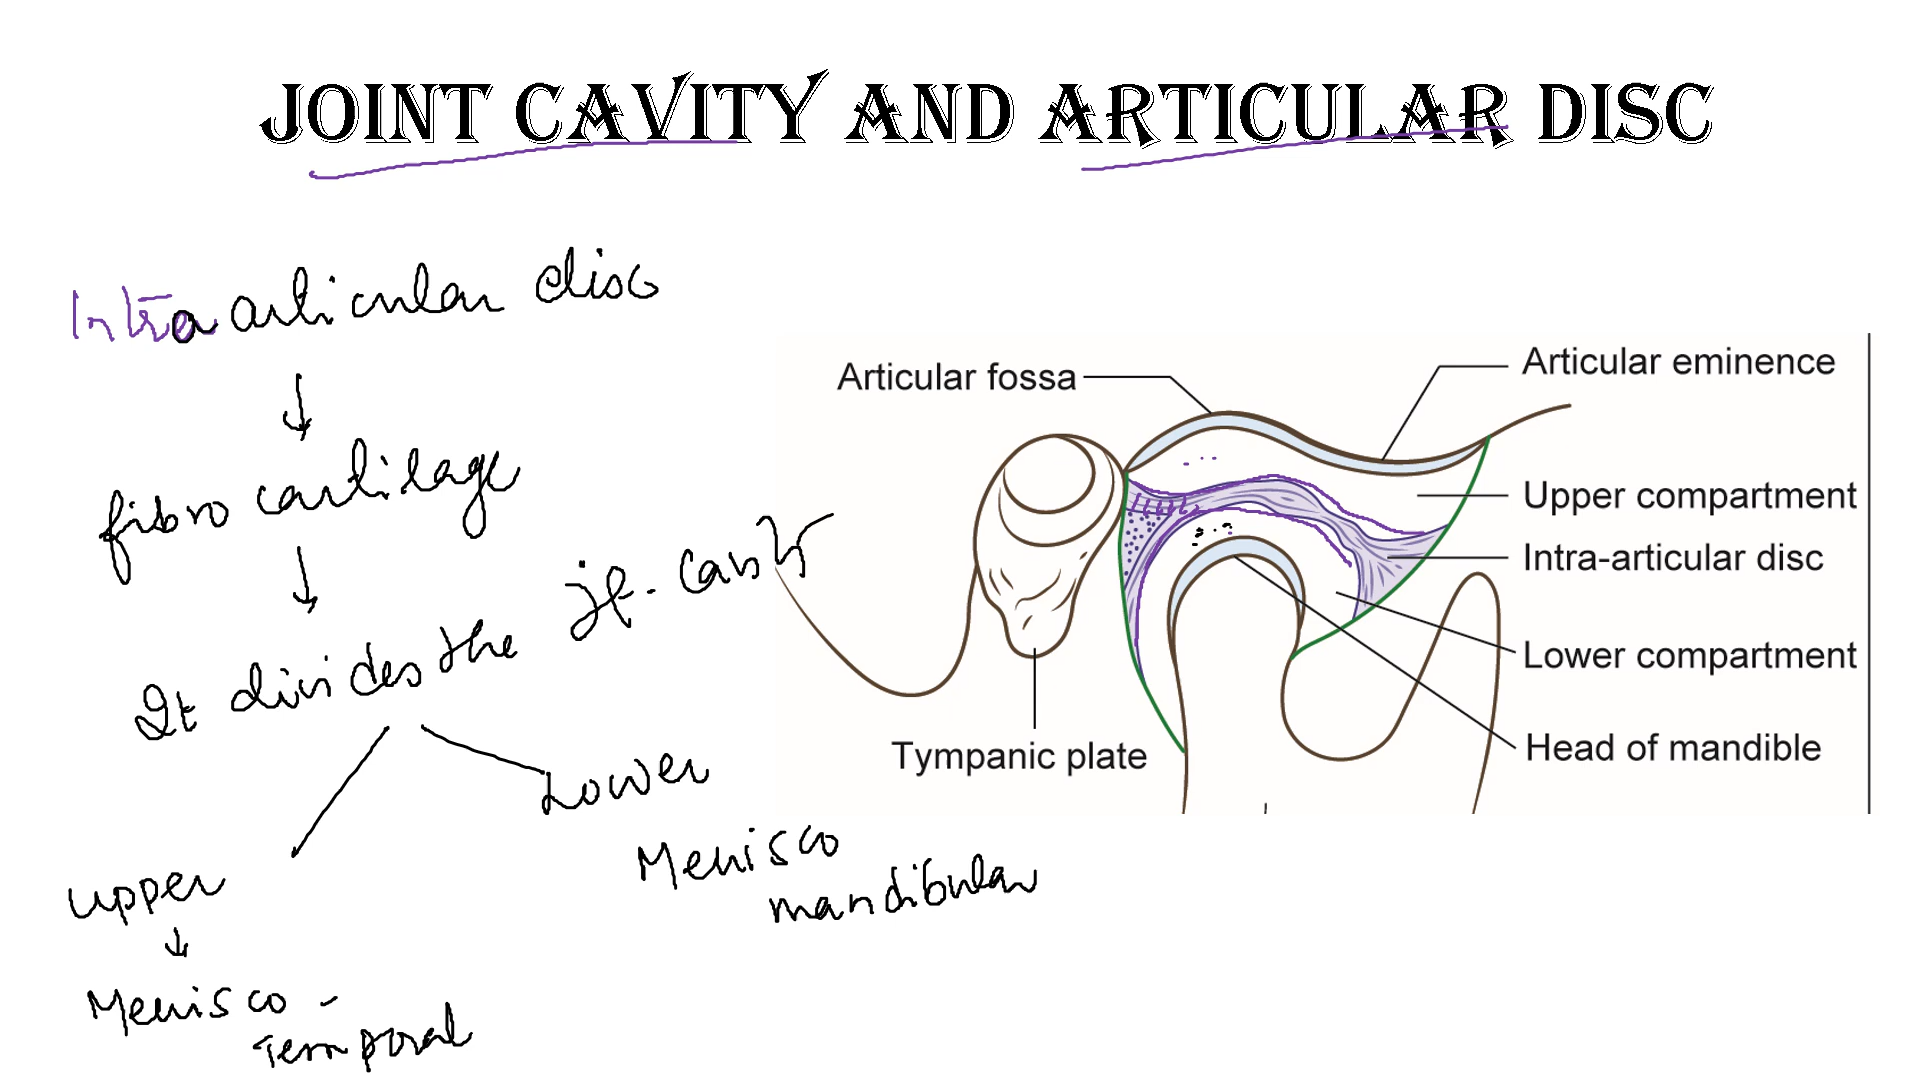 JOINT CAVITY AND ARTICULAR DISC
Intra articular disc
↓
fibro cartilage
↓
It divides the jt. cavity
Lower
Menisco
mandibular
upper
↓
Menisco -
Temporal
Articular fossa
Articular eminence
Upper compartment
Intra-articular disc
Lower compartment
Head of mandible
Tympanic plate